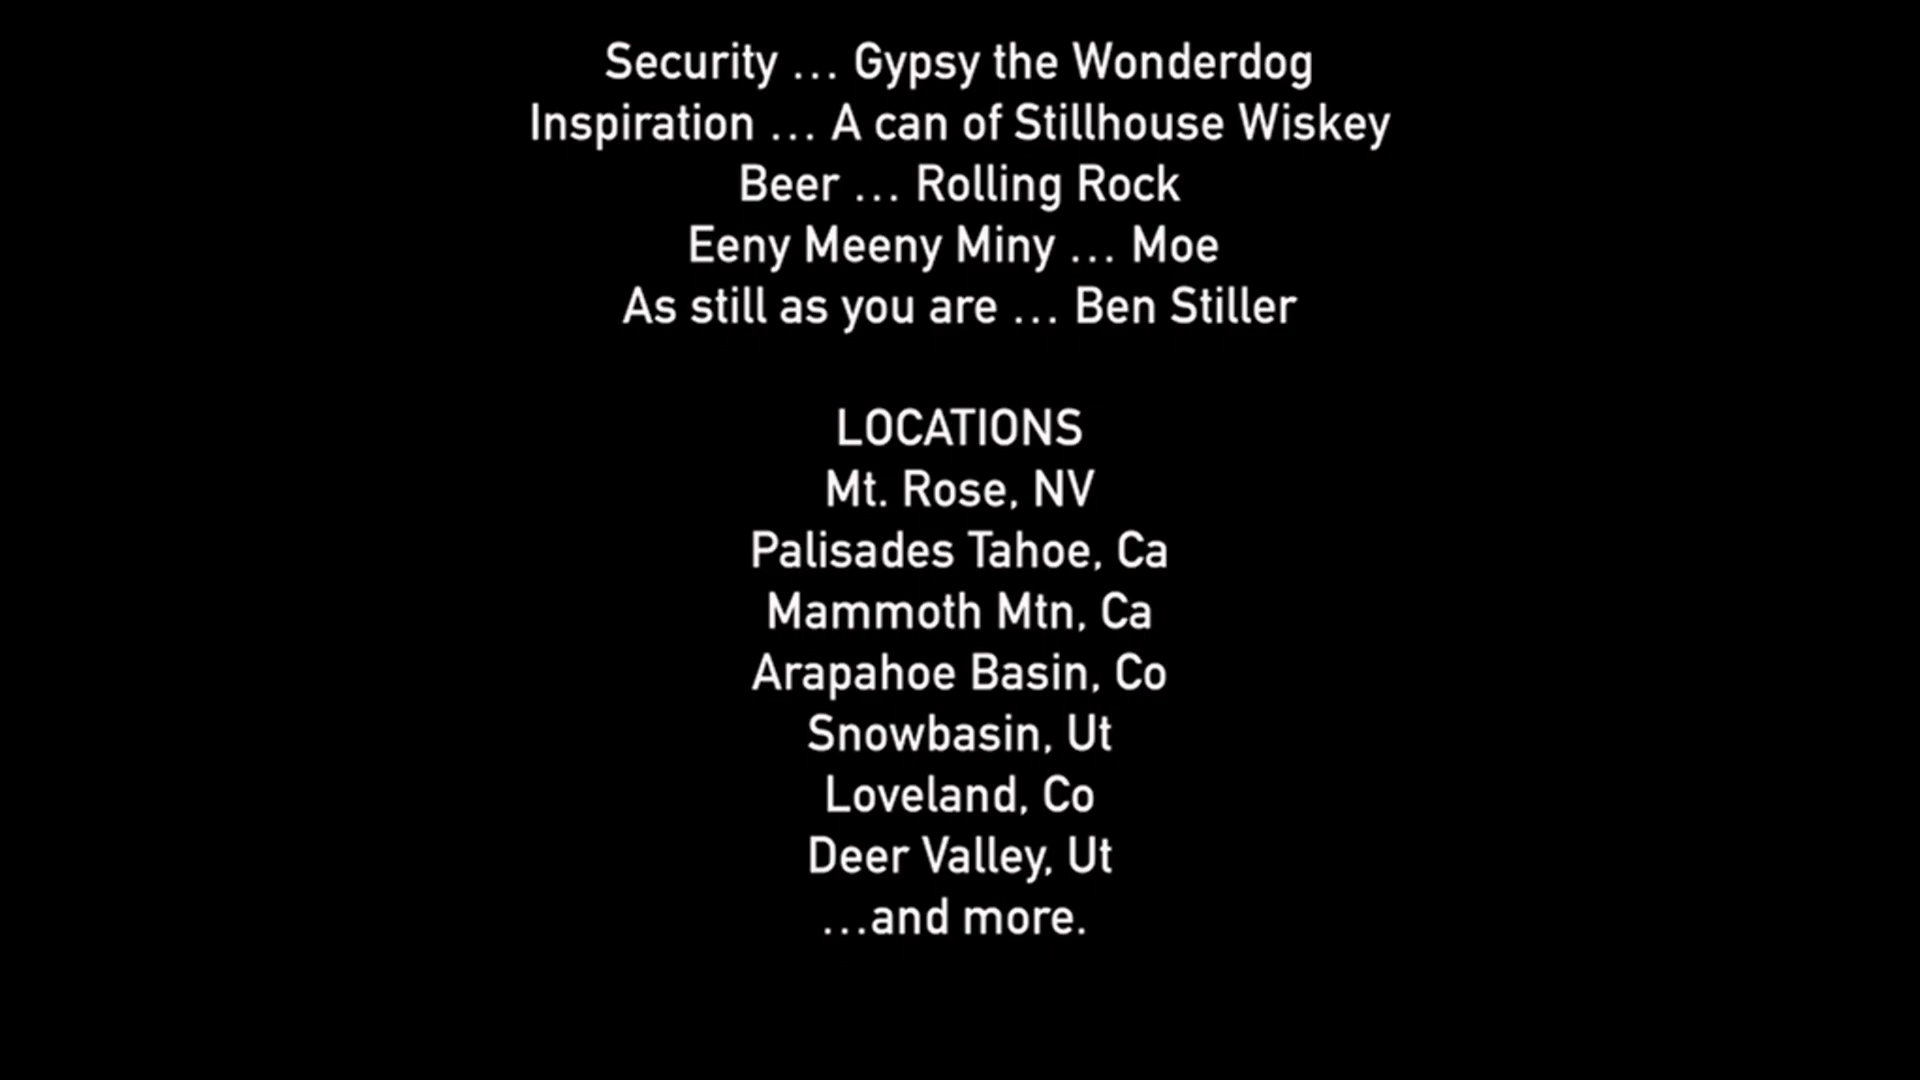 Security ... Gypsy the Wonderdog
Inspiration ... A can of Stillhouse Wiskey
Beer ... Rolling Rock
Eeny Meeny Miny ... Moe
As still as you are ... Ben Stiller
LOCATIONS
Mt. Rose, NV
Palisades Tahoe, Ca
Mammoth Mtn, Ca
Arapahoe Basin, Co
Snowbasin, Ut
Loveland, Co
Deer Valley, Ut
...and more.